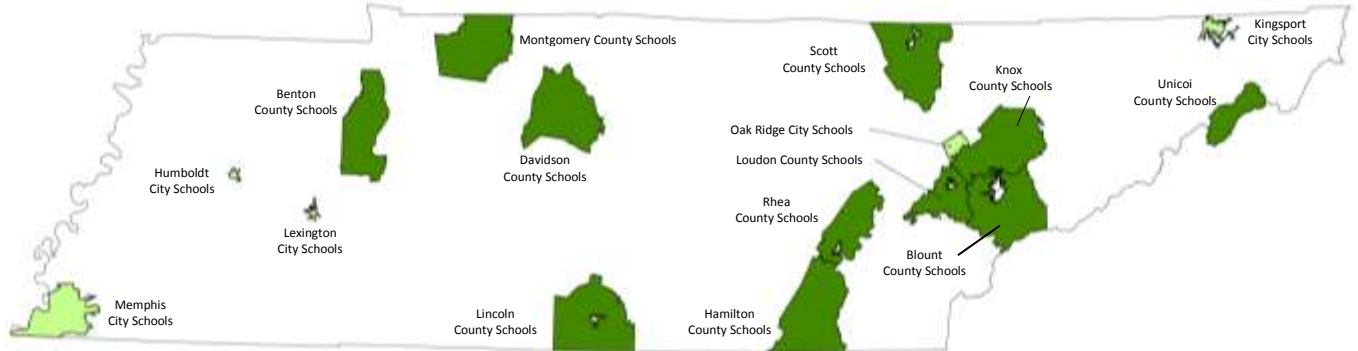 Kingsport
City Schools
Montgomery County Schools
Scott
County Schools
Knox
County Schools
Unicoi
County Schools
Benton
County Schools
Oak Ridge City Schools
Davidson
County Schools
Loudon County Schools
Humboldt
City Schools
Rhea
County Schools
Lexington
City Schools
Blount
County Schools
Memphis
City Schools
Lincoln
County Schools
Hamilton
County Schools